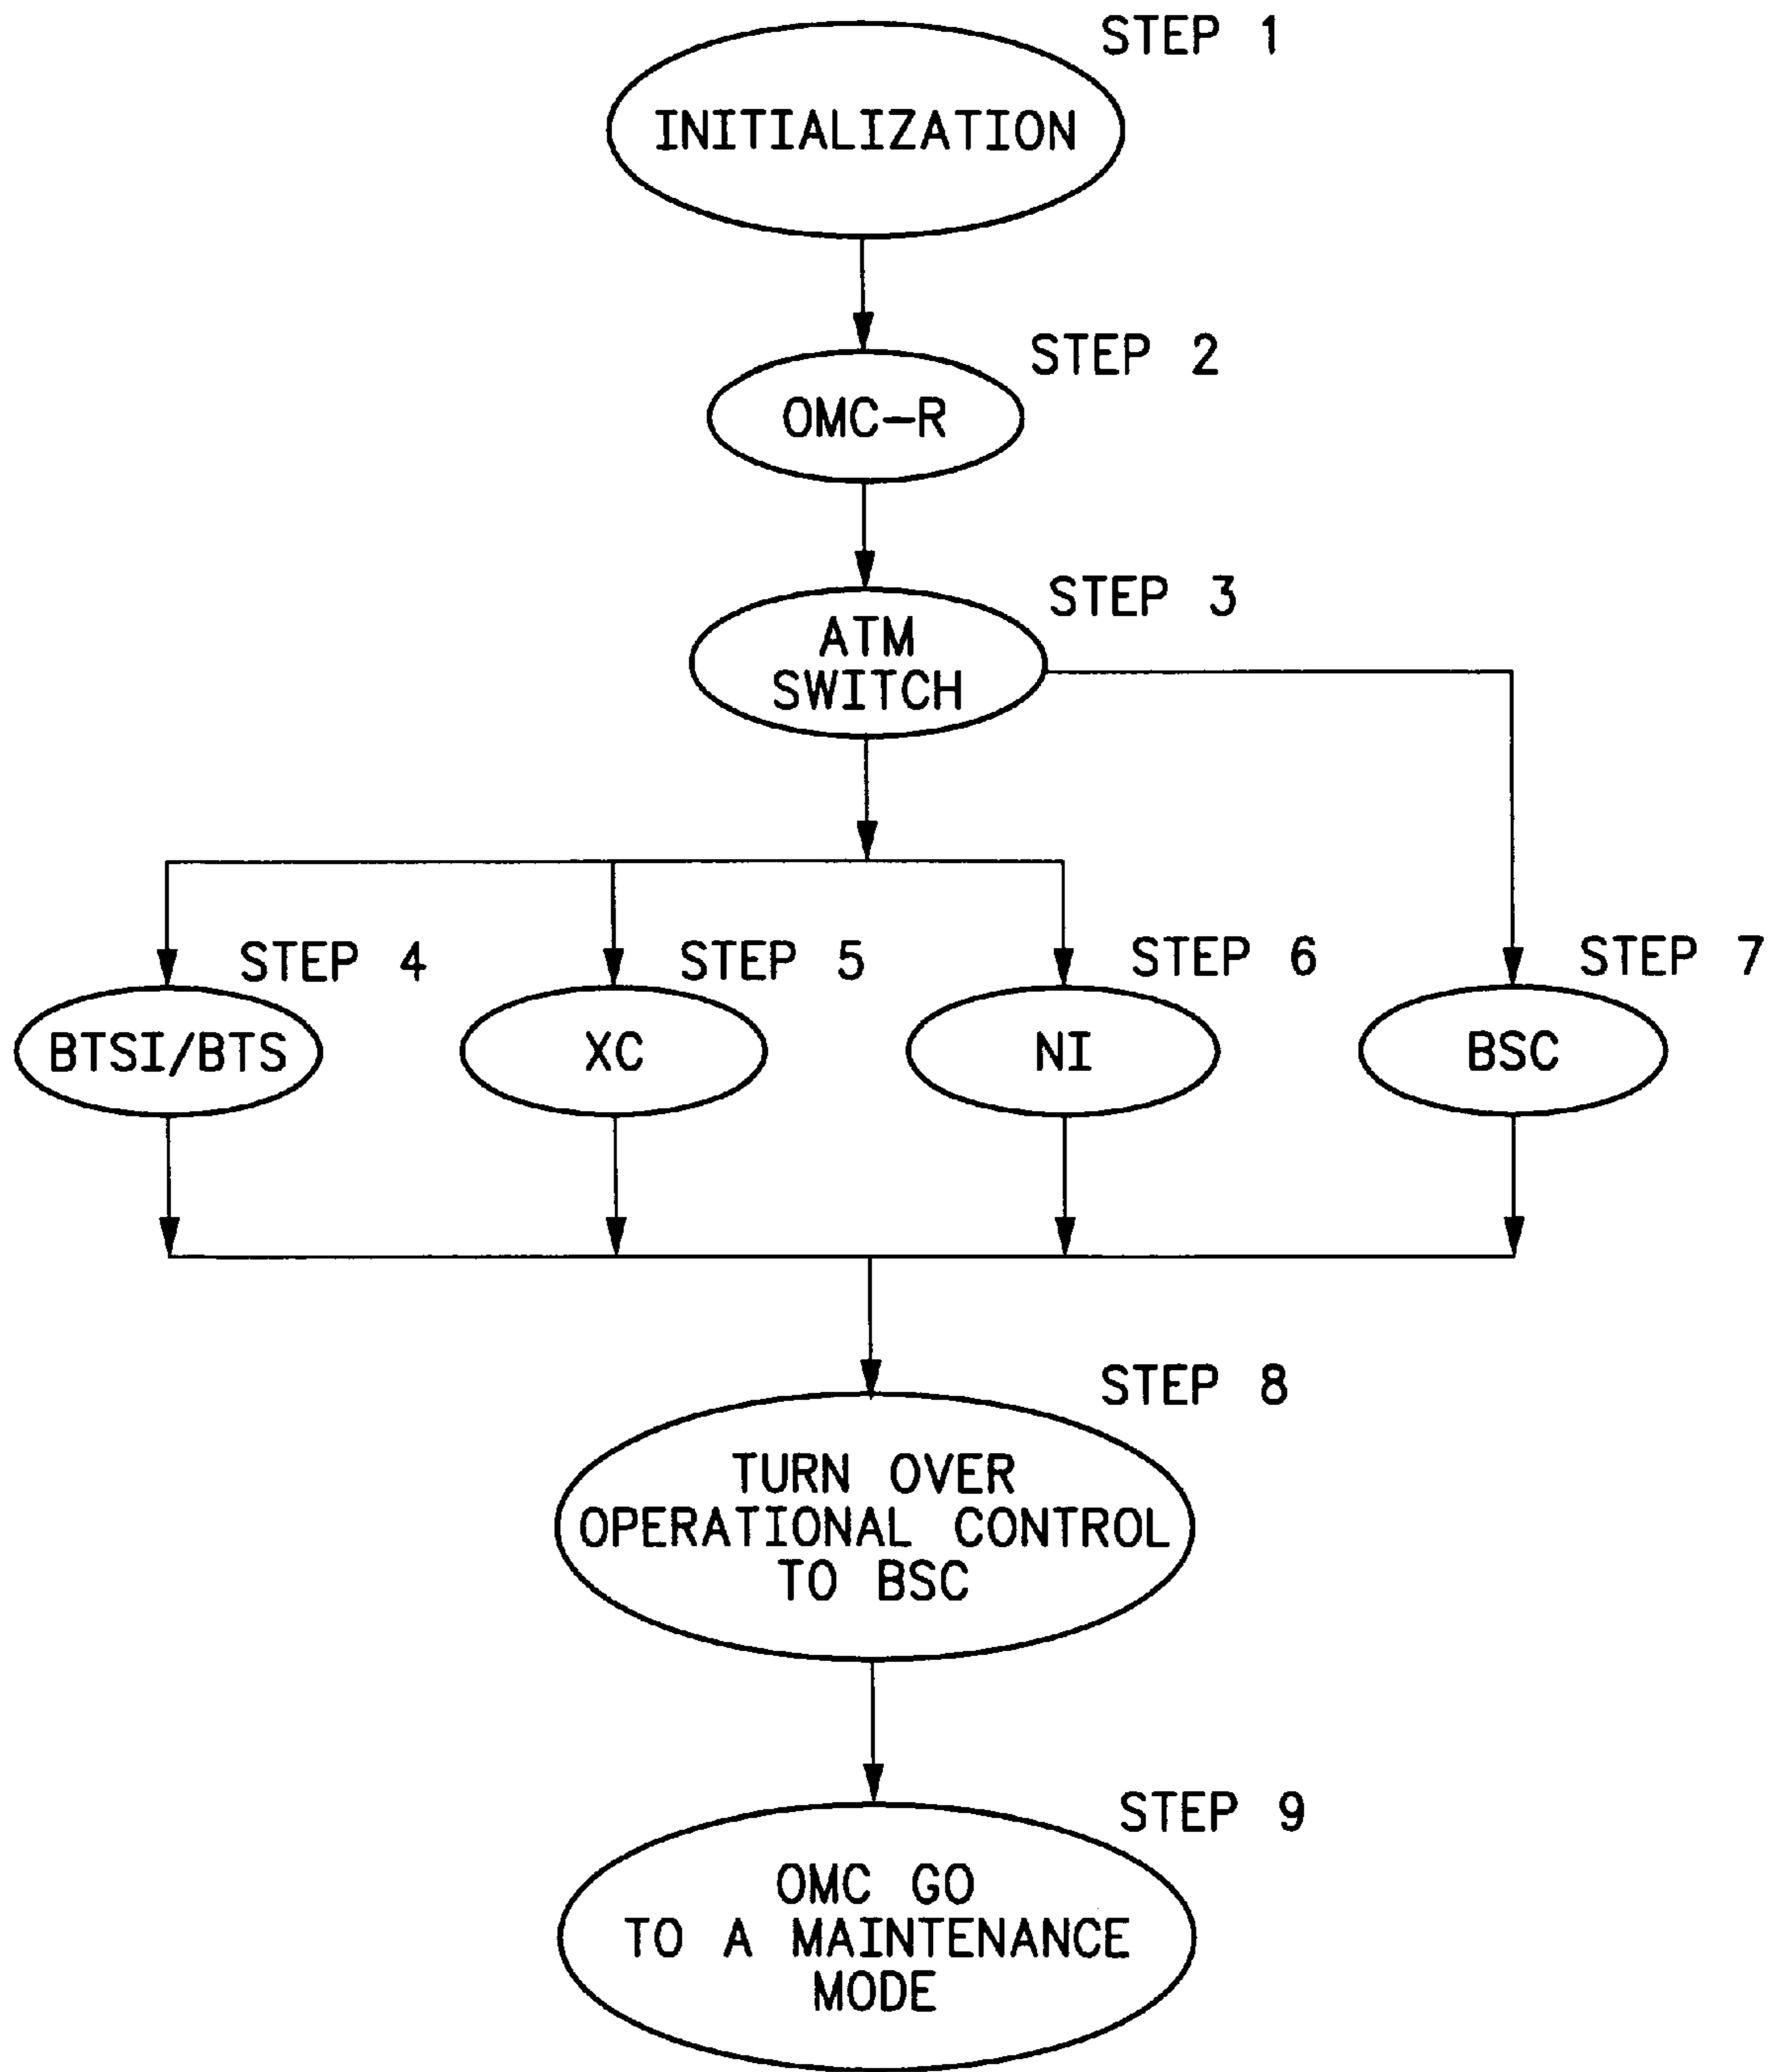 STEP 1
INITIALIZATION
STEP 2
OMC-R
STEP 3
ATM
SWITCH
STEP 4
STEP 5
STEP 6
STEP 7
BTSI/BTS
XC
NI
BSC
STEP 8
TURN OVER
OPERATIONAL CONTROL
TO BSC
STEP 9
OMC GO
TO A MAINTENANCE
MODE